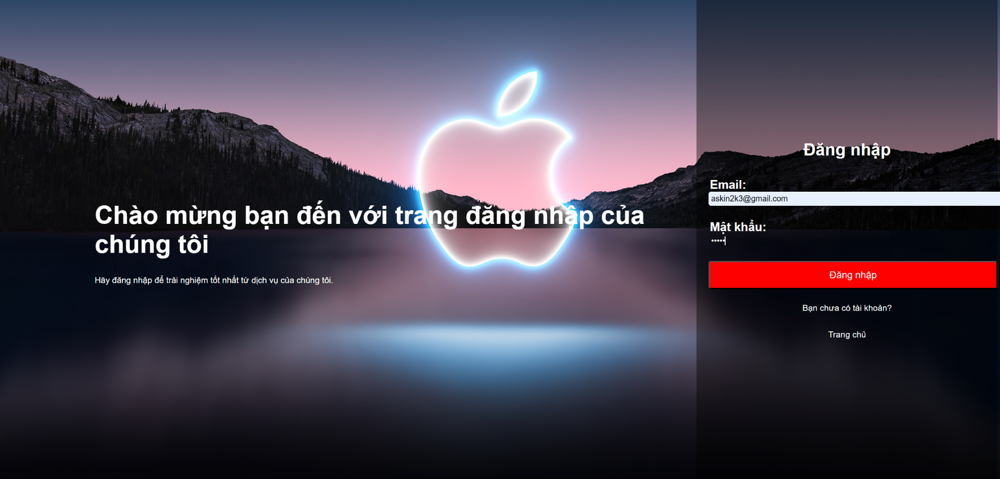 Chào mừng bạn đến với trang đăng nhập của
chúng tôi
Hãy đăng nhập để trải nghiệm tốt nhất từ dịch vụ của chúng tôi.
Đăng nhập
Email:
askin2k3@gmail.com
Mật khẩu:
•••••
Đăng nhập
Bạn chưa có tài khoản?
Trang chủ